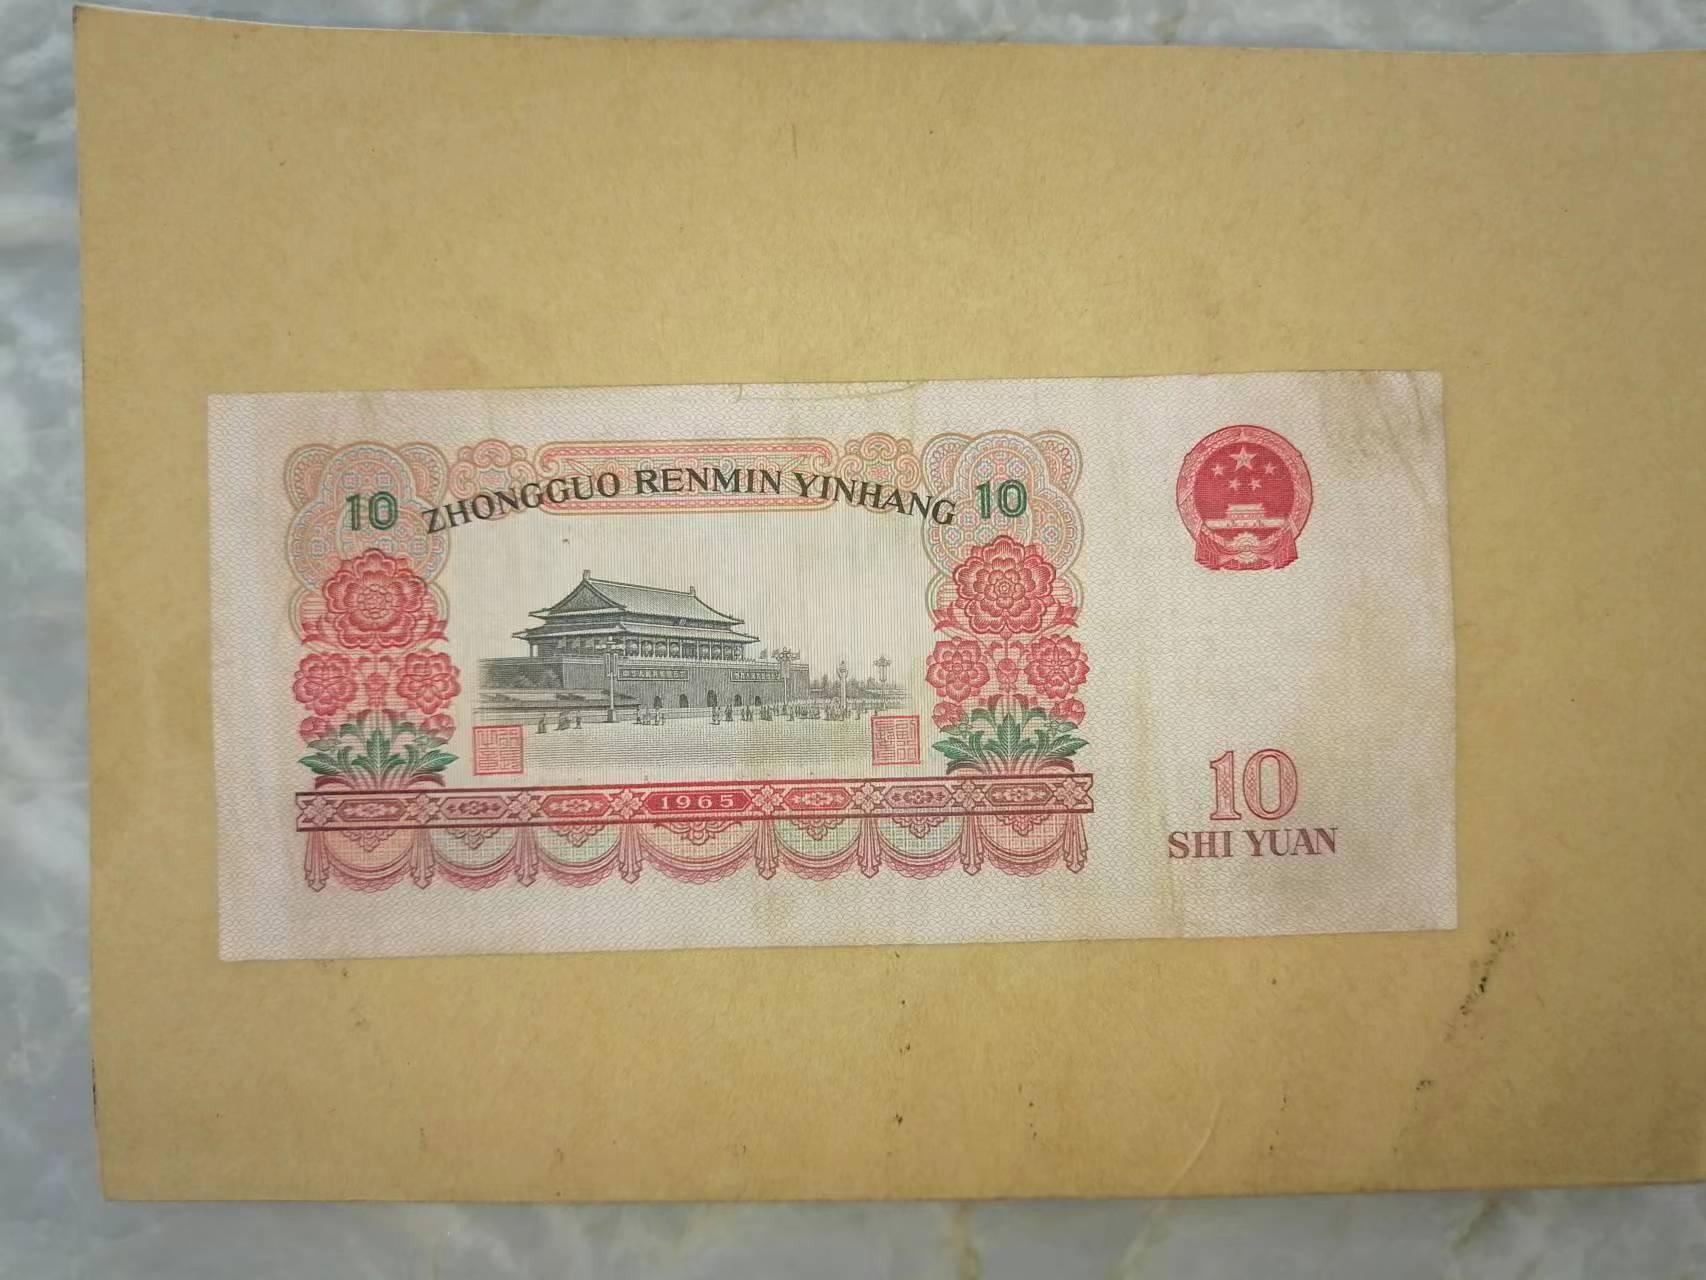 10 ZHONGGUO RENMIN YINHANG 10
1965
10
SHI YUAN